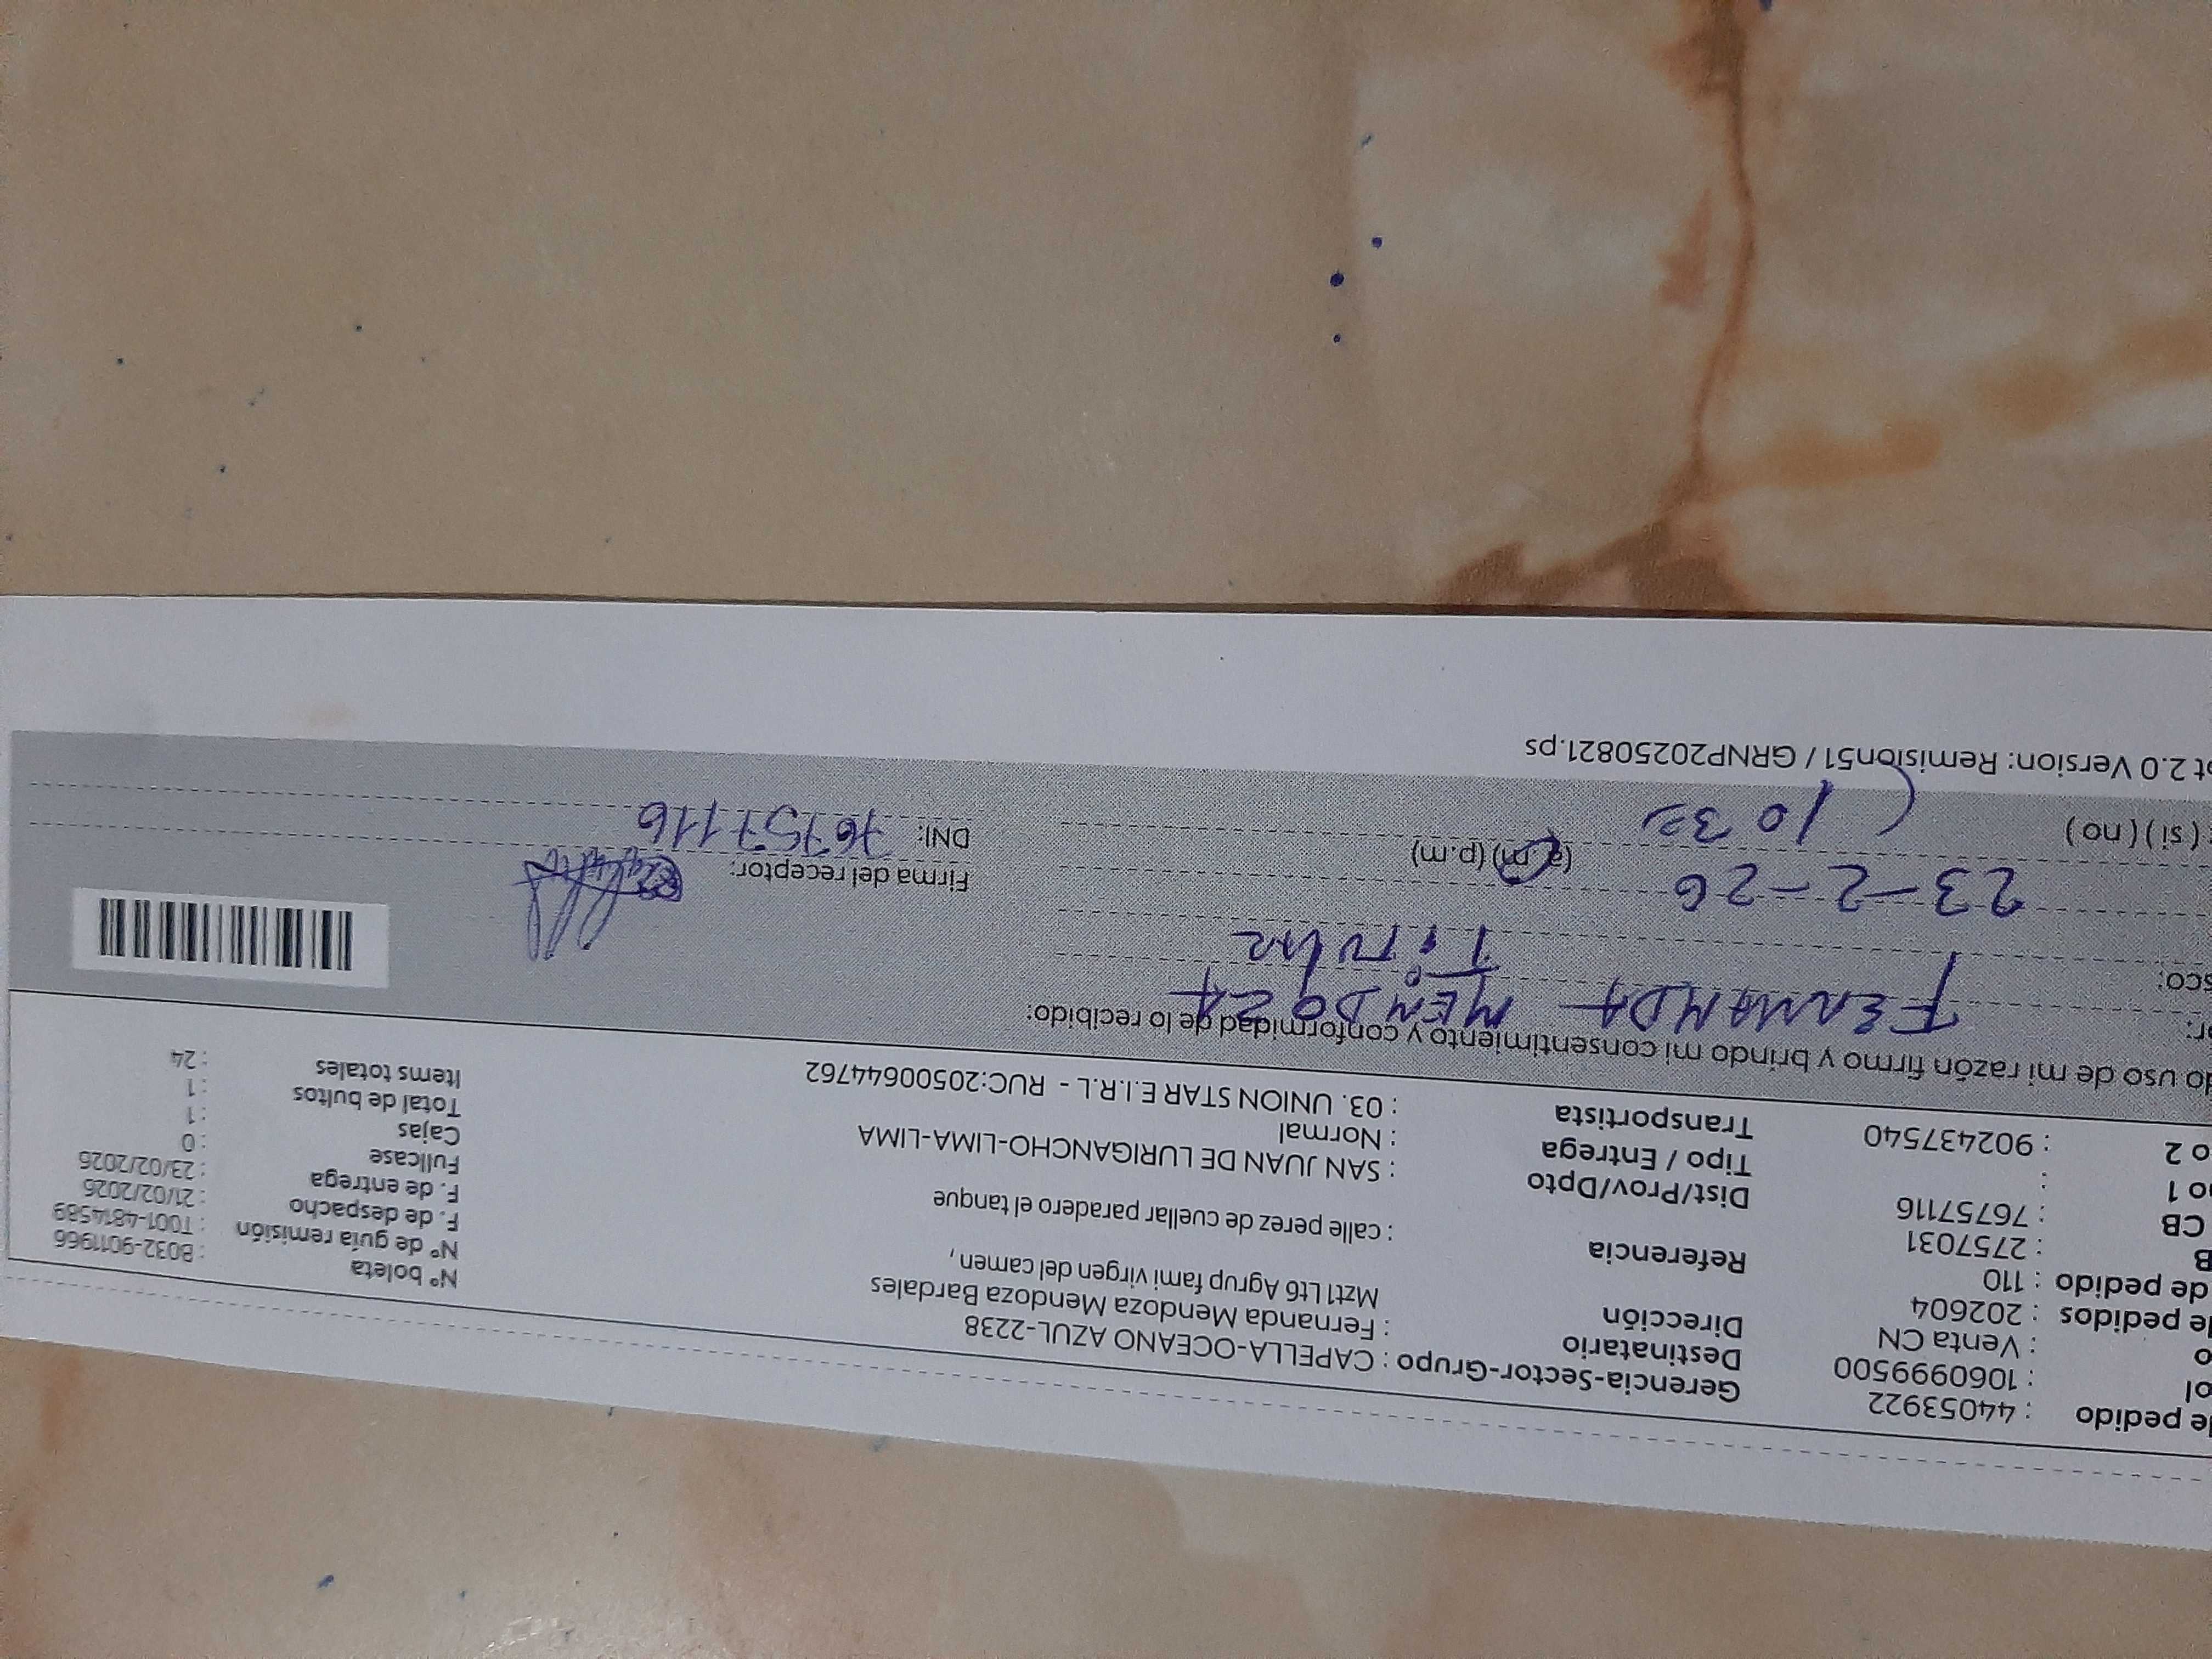 de pedido : 44053922
ol : 1060999500
o : Venta CN
de pedidos : 202604
de pedido : 110
B : 2757031
CB : 76757116
no 1 :
no 2 : 902437540
Gerencia-Sector-Grupo : CAPELLA-OCEANO AZUL-2238
Destinatario : Fernanda Mendoza Mendoza Bardales
Dirección Mzt1 Lt6 Agrup fami virgen del camen ,
Referencia : calle perez de cuellar paradero el tanque
Dist/Prov/Dpto : SAN JUAN DE LURIGANCHO-LIMA-LIMA
Tipo / Entrega : Normal
Transportista : 03. UNION STAR E.I.R.L - RUC:20500644762
N° boleta : B032-9011966
N° de guía remisión : T001-4814589
F. de despacho : 21/02/2026
F. de entrega : 23/02/2026
Fullcase : 0
Cajas : 1
Total de bultos : 1
Items totales : 24
do uso de mi razón firmo y brindo mi consentimiento y conformidad de lo recibido:
or: FERNANDA MENDOZA
sco: Titular
23-2-26 (a.m) (p.m)
( si ) ( no ) 10 32
Firma del receptor:
DNI: 76757116
st 2.0 Version: Remision51 / GRNP20250821.ps